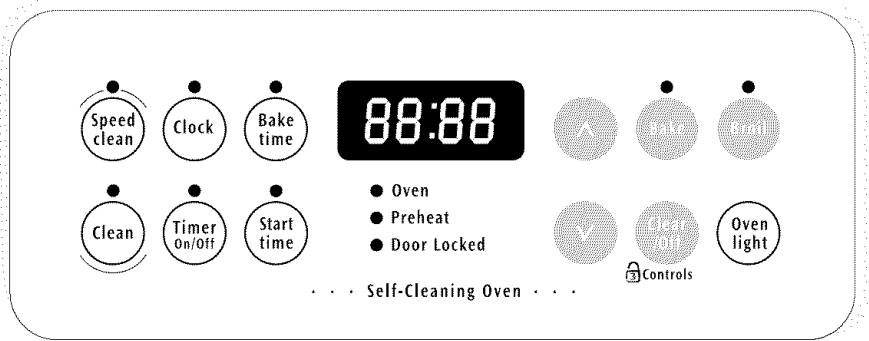 Speed
clean
Clock
Bake
time
88:88
Bake
Broil
Clean
Timer
On/Off
Start
time
Oven
Preheat
Door Locked
Clear
/Off
Oven
light
3 Controls
· · · Self-Cleaning Oven · · ·